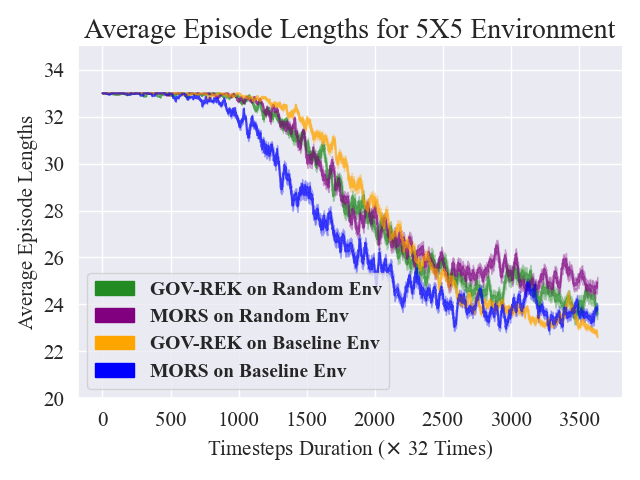 Average Episode Lengths for 5X5 Environment
Average Episode Lengths
34
32
30
28
26
24
22
20
GOV-REK on Random Env
MORS on Random Env
GOV-REK on Baseline Env
MORS on Baseline Env
0 500 1000 1500 2000 2500 3000 3500
Timesteps Duration (× 32 Times)